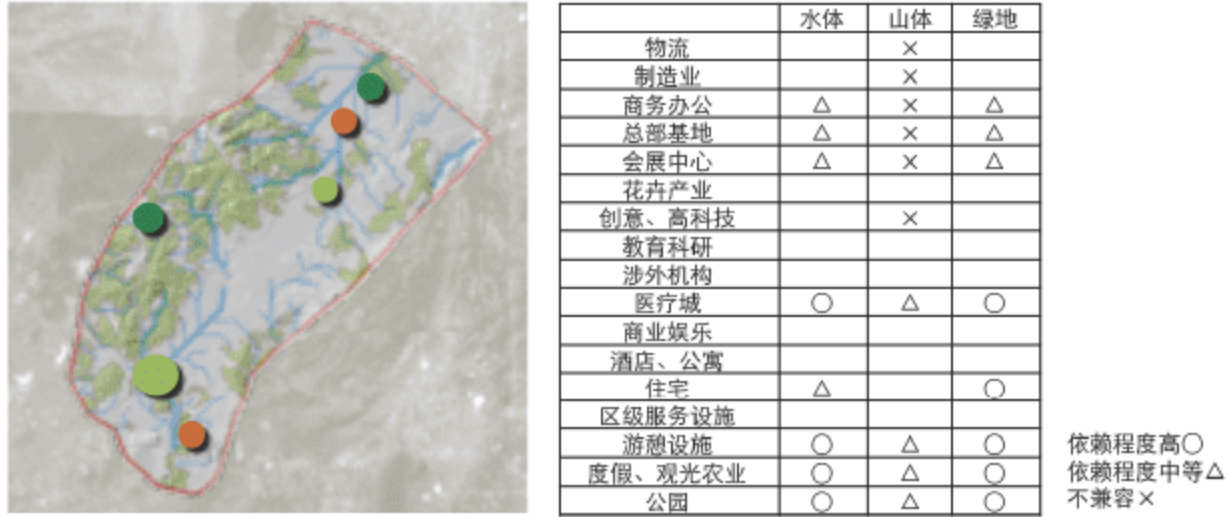 水体 山体 绿地
物流 ×
制造业 ×
商务办公 △ × △
总部基地 △ × △
会展中心 △ × △
花卉产业
创意、高科技 ×
教育科研
涉外机构
医疗城 ○ △ ○
商业娱乐
酒店、公寓
住宅 △ ○
区级服务设施
游憩设施 ○ △ ○
度假、观光农业 ○ △ ○
公园 ○ △ ○
依赖程度高○
依赖程度中等△
不兼容×